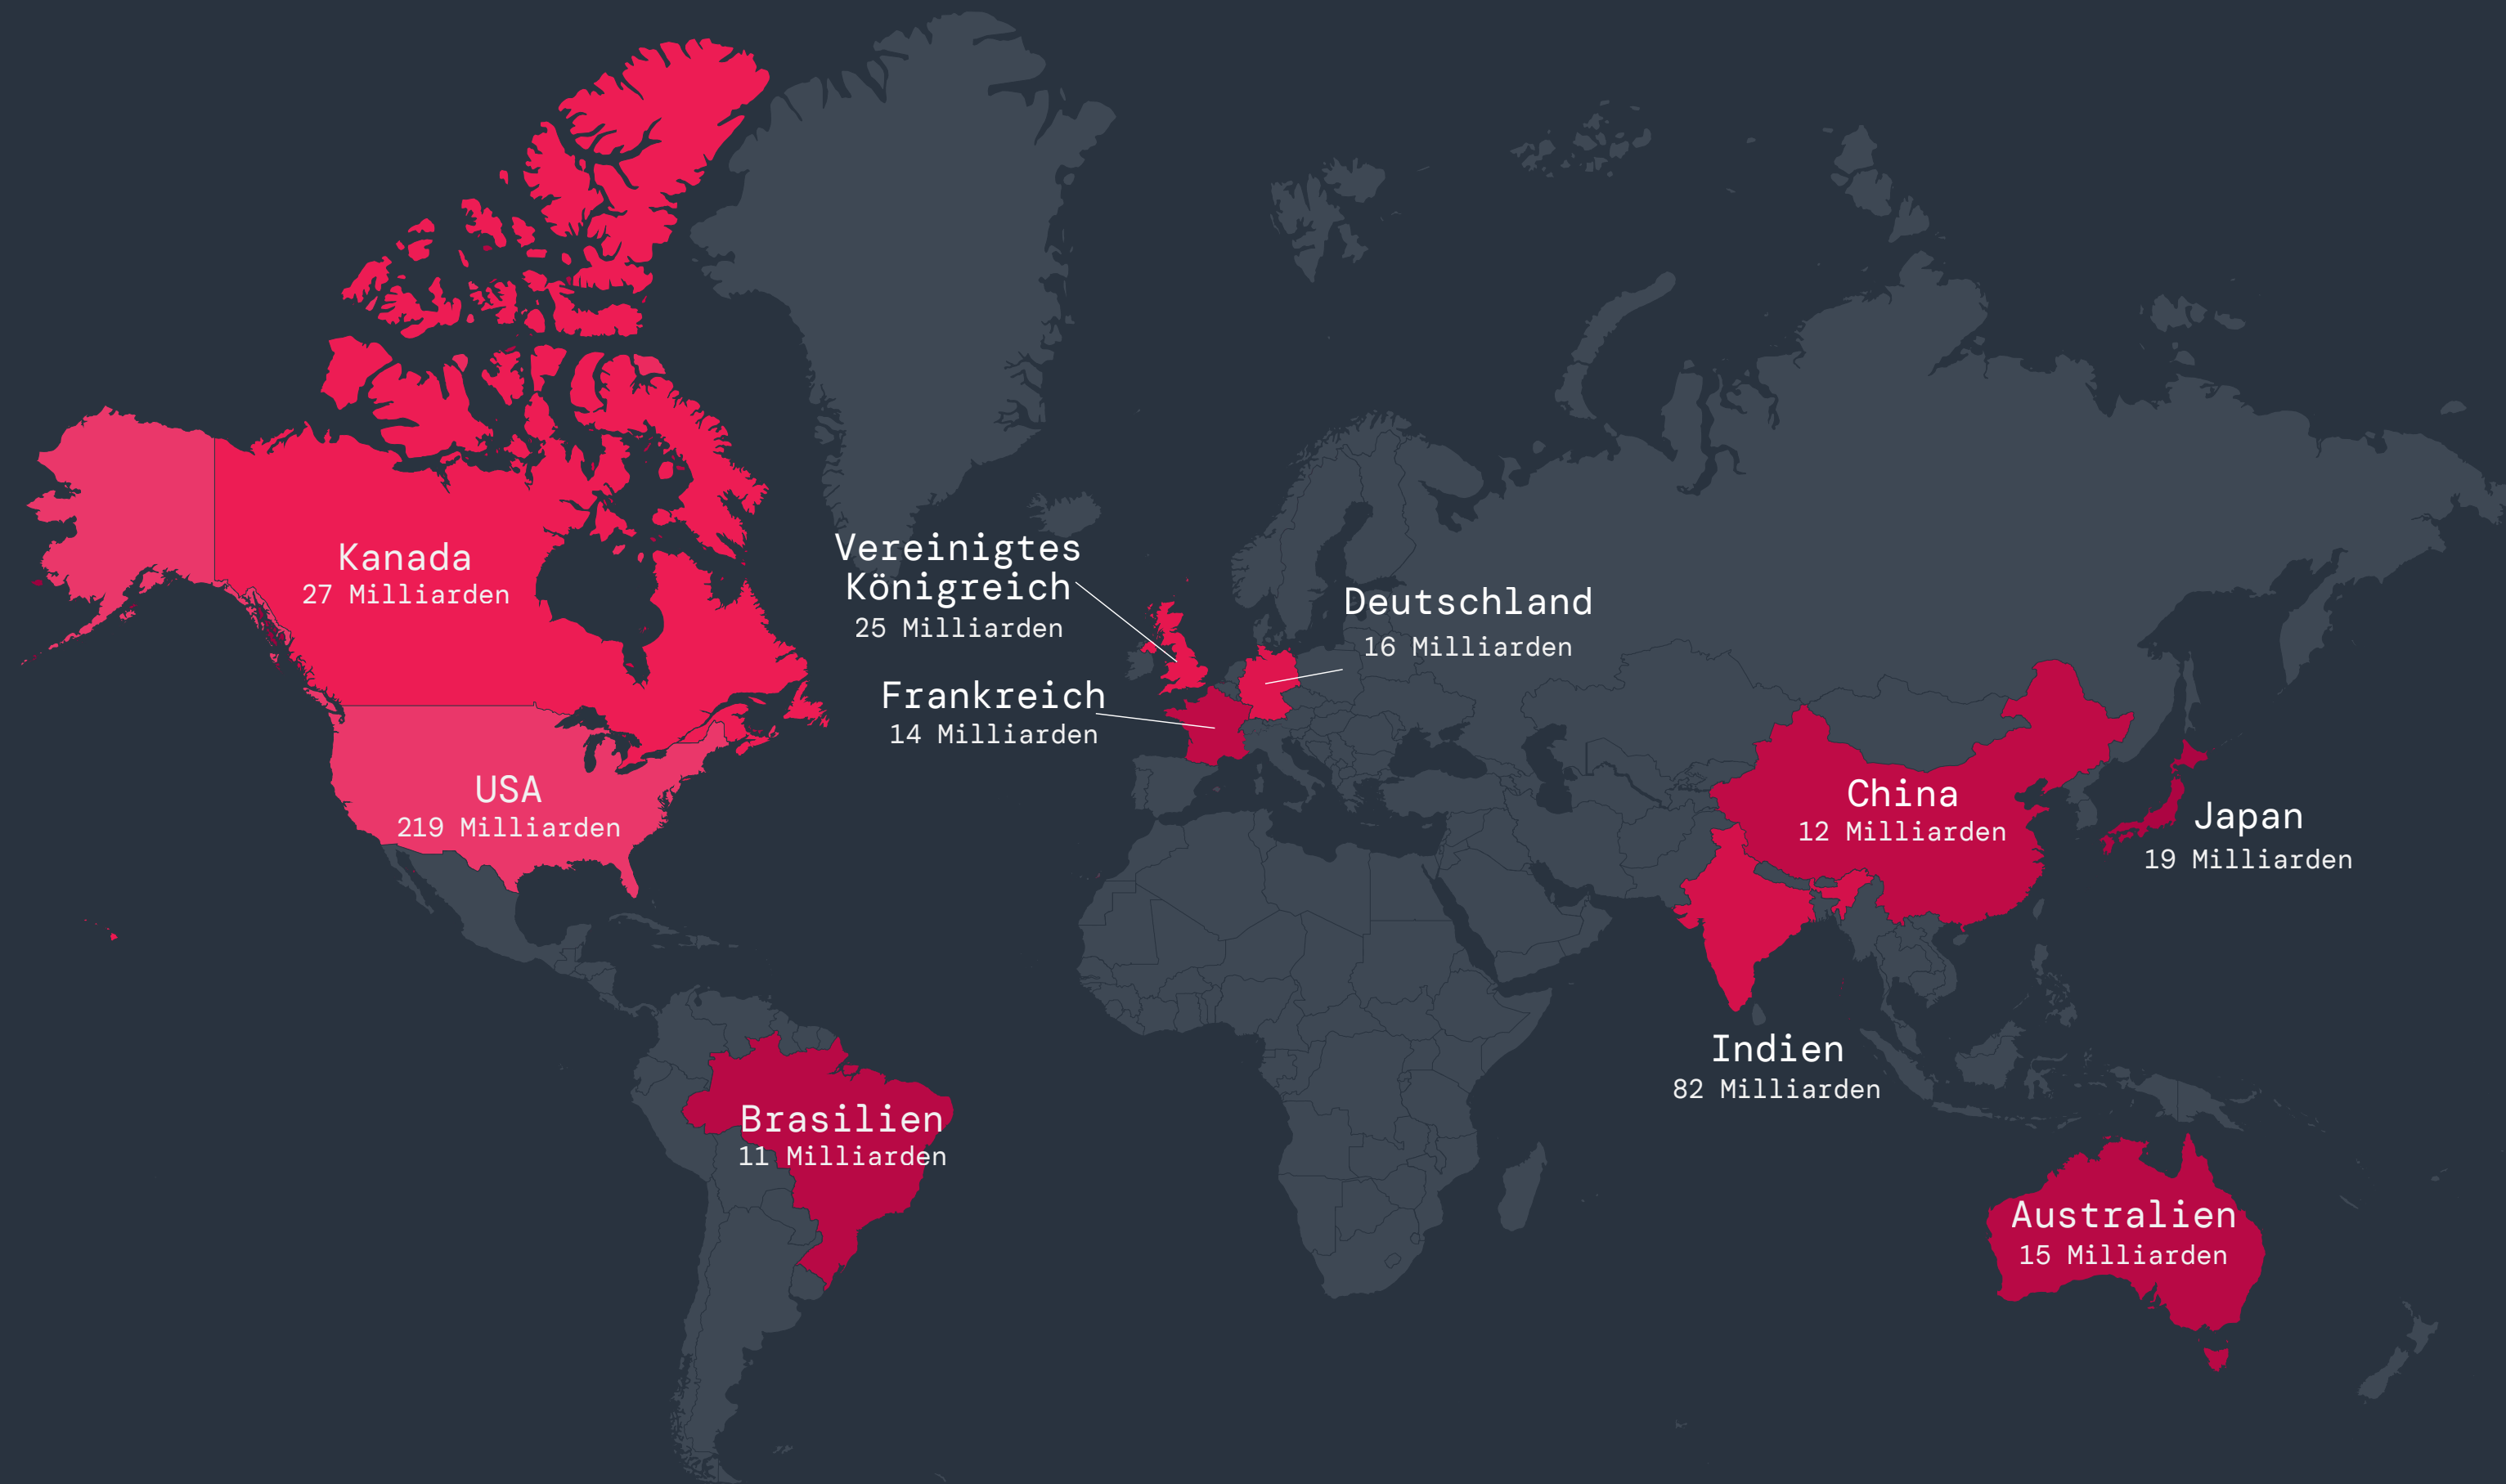 Kanada
27 Milliarden
USA
219 Milliarden
Vereinigtes
Königreich
25 Milliarden
Frankreich
14 Milliarden
Deutschland
16 Milliarden
China
12 Milliarden
Japan
19 Milliarden
Indien
82 Milliarden
Brasilien
11 Milliarden
Australien
15 Milliarden